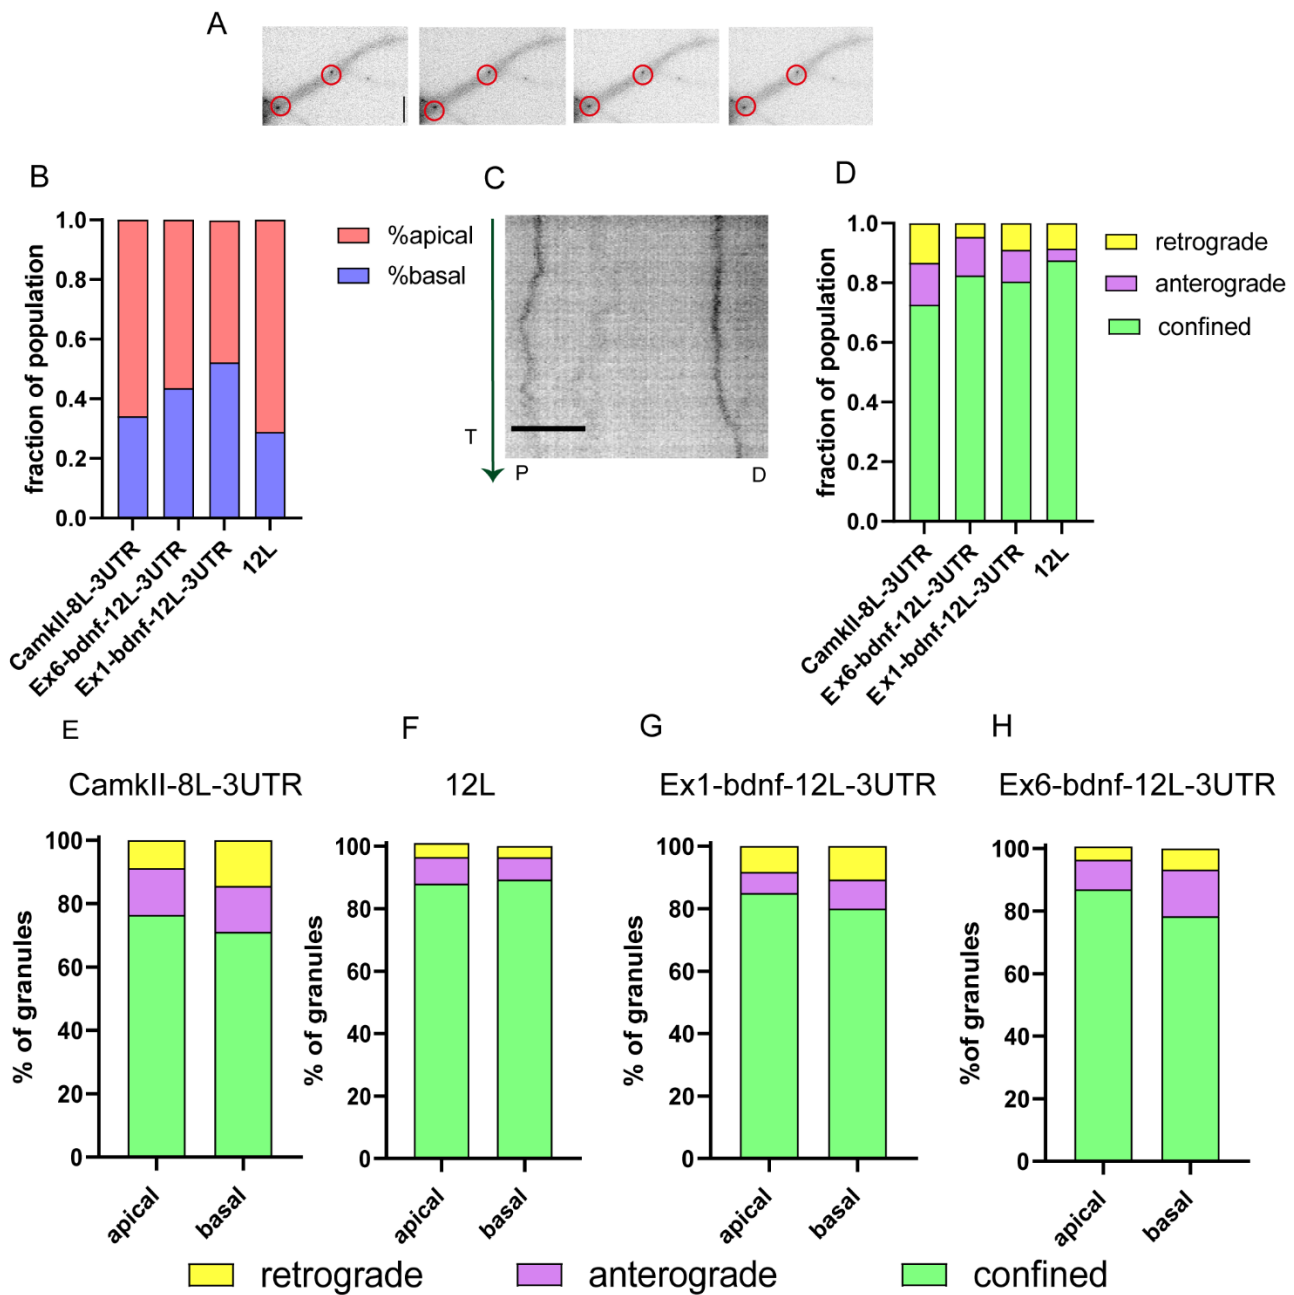 A
B
1.0
0.8
0.6
0.4
0.2
0.0
fraction of population
CamkII-8L-3UTR
Ex6-bdnf-12L-3UTR
Ex1-bdnf-12L-3UTR
12L
%apical
%basal
C
T
P
D
D
1.0
0.8
0.6
0.4
0.2
0.0
fraction of population
CamkII-8L-3UTR
Ex6-bdnf-12L-3UTR
Ex1-bdnf-12L-3UTR
12L
retrograde
anterograde
confined
E
CamkII-8L-3UTR
100
80
60
40
20
0
% of granules
apical
basal
F
12L
100
80
60
40
20
0
% of granules
apical
basal
G
Ex1-bdnf-12L-3UTR
100
80
60
40
20
0
% of granules
apical
basal
H
Ex6-bdnf-12L-3UTR
100
80
60
40
20
0
%of granules
apical
basal
retrograde
anterograde
confined